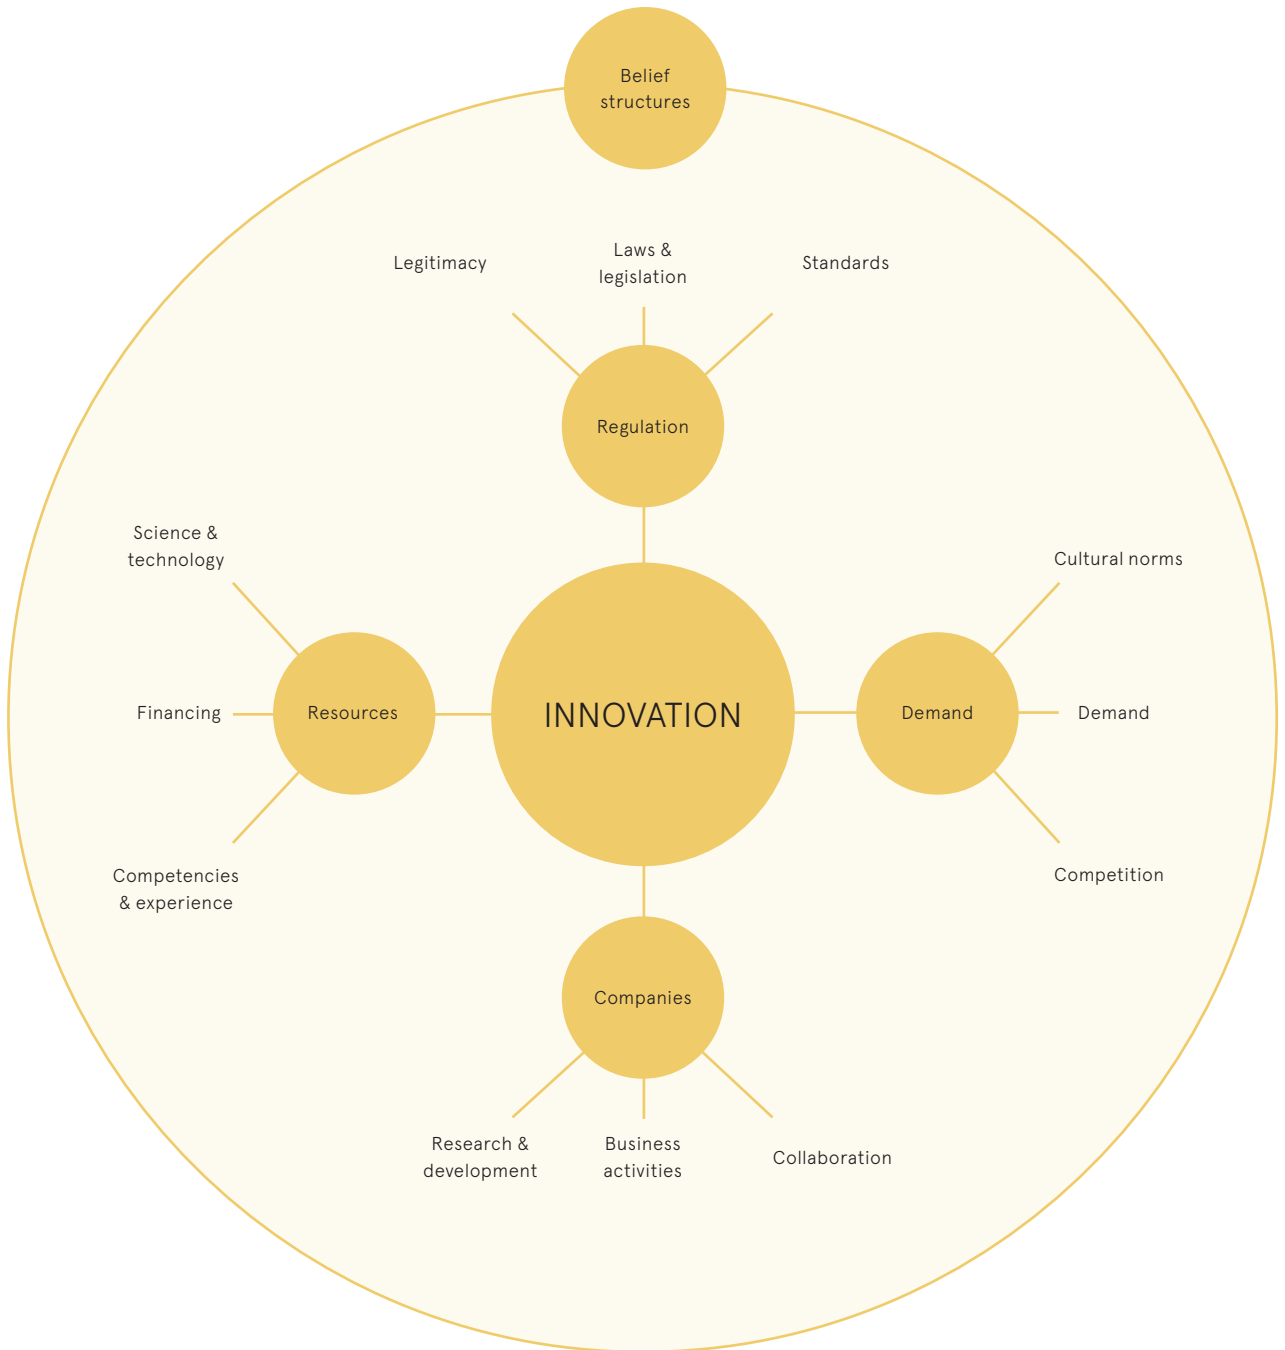 Belief
structures
Legitimacy
Laws &
legislation
Standards
Regulation
Science &
technology
Cultural norms
Financing
Resources
INNOVATION
Demand
Demand
Competencies
& experience
Competition
Companies
Research &
development
Business
activities
Collaboration